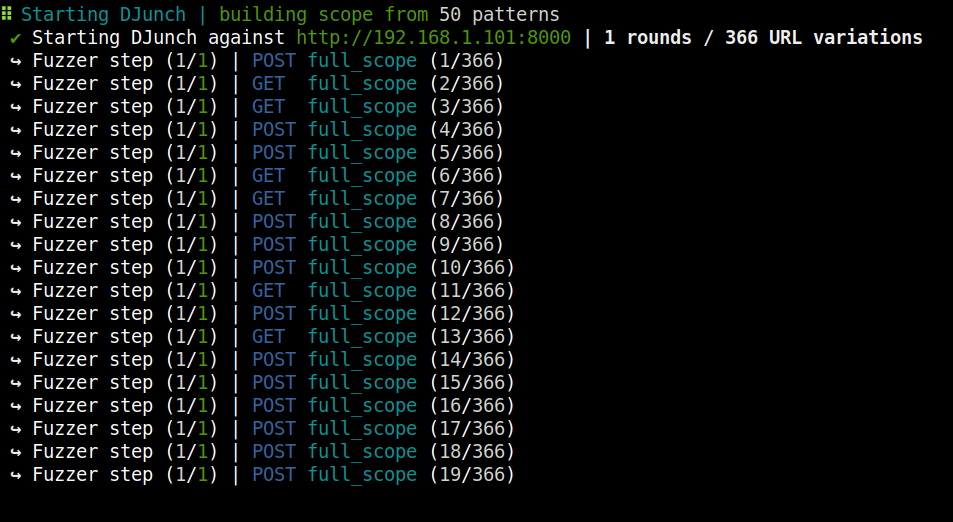 ⠿ Starting DJunch | building scope from 50 patterns
✔ Starting DJunch against http://192.168.1.101:8000 | 1 rounds / 366 URL variations
↪ Fuzzer step (1/1) | POST full_scope (1/366)
↪ Fuzzer step (1/1) | GET  full_scope (2/366)
↪ Fuzzer step (1/1) | GET  full_scope (3/366)
↪ Fuzzer step (1/1) | POST full_scope (4/366)
↪ Fuzzer step (1/1) | POST full_scope (5/366)
↪ Fuzzer step (1/1) | GET  full_scope (6/366)
↪ Fuzzer step (1/1) | GET  full_scope (7/366)
↪ Fuzzer step (1/1) | POST full_scope (8/366)
↪ Fuzzer step (1/1) | POST full_scope (9/366)
↪ Fuzzer step (1/1) | POST full_scope (10/366)
↪ Fuzzer step (1/1) | GET  full_scope (11/366)
↪ Fuzzer step (1/1) | POST full_scope (12/366)
↪ Fuzzer step (1/1) | GET  full_scope (13/366)
↪ Fuzzer step (1/1) | POST full_scope (14/366)
↪ Fuzzer step (1/1) | POST full_scope (15/366)
↪ Fuzzer step (1/1) | POST full_scope (16/366)
↪ Fuzzer step (1/1) | POST full_scope (17/366)
↪ Fuzzer step (1/1) | POST full_scope (18/366)
↪ Fuzzer step (1/1) | POST full_scope (19/366)